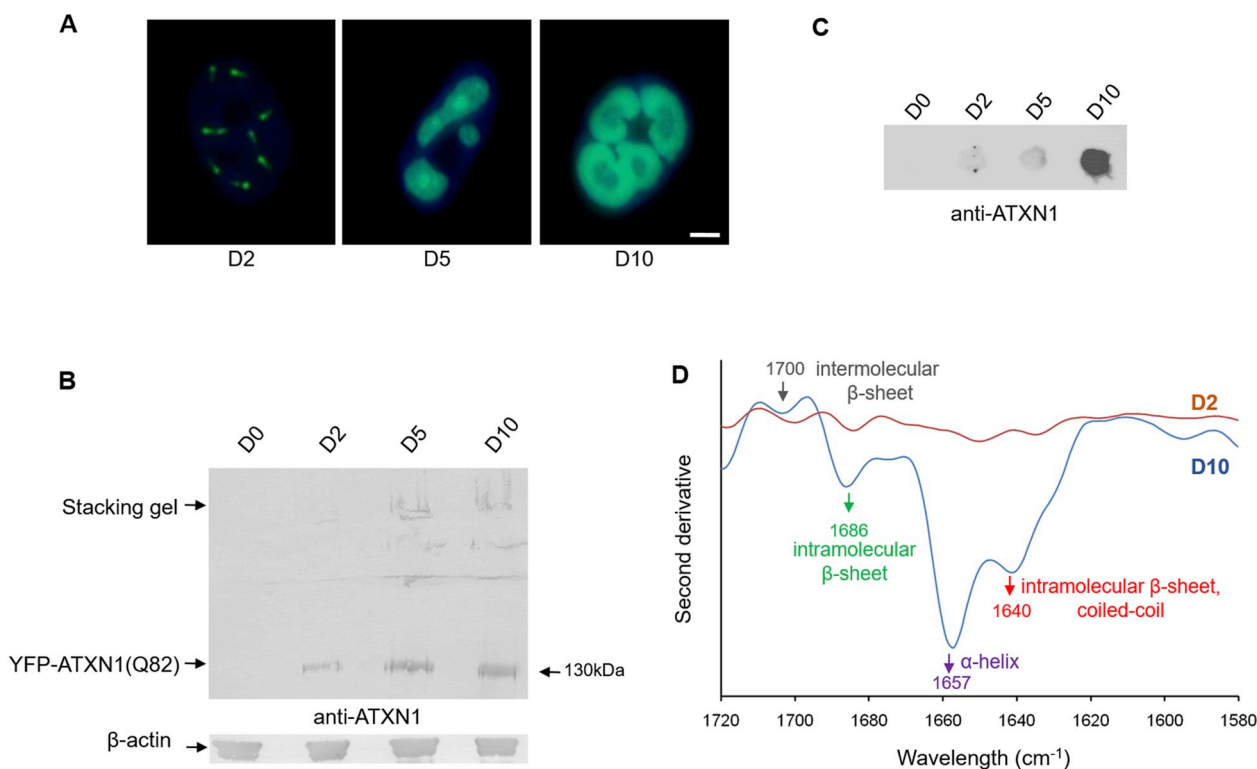 A
D2
D5
D10
C
D0
D2
D5
D10
anti-ATXN1
B
D0
D2
D5
D10
Stacking gel
YFP-ATXN1(Q82)
130kDa
anti-ATXN1
β-actin
D
1700 intermolecular
β-sheet
D2
D10
1686
intramolecular
β-sheet
intramolecular β-sheet,
1640 coiled-coil
α-helix
1657
Second derivative
1720
1700
1680
1660
1640
1620
1600
1580
Wavelength (cm⁻¹)